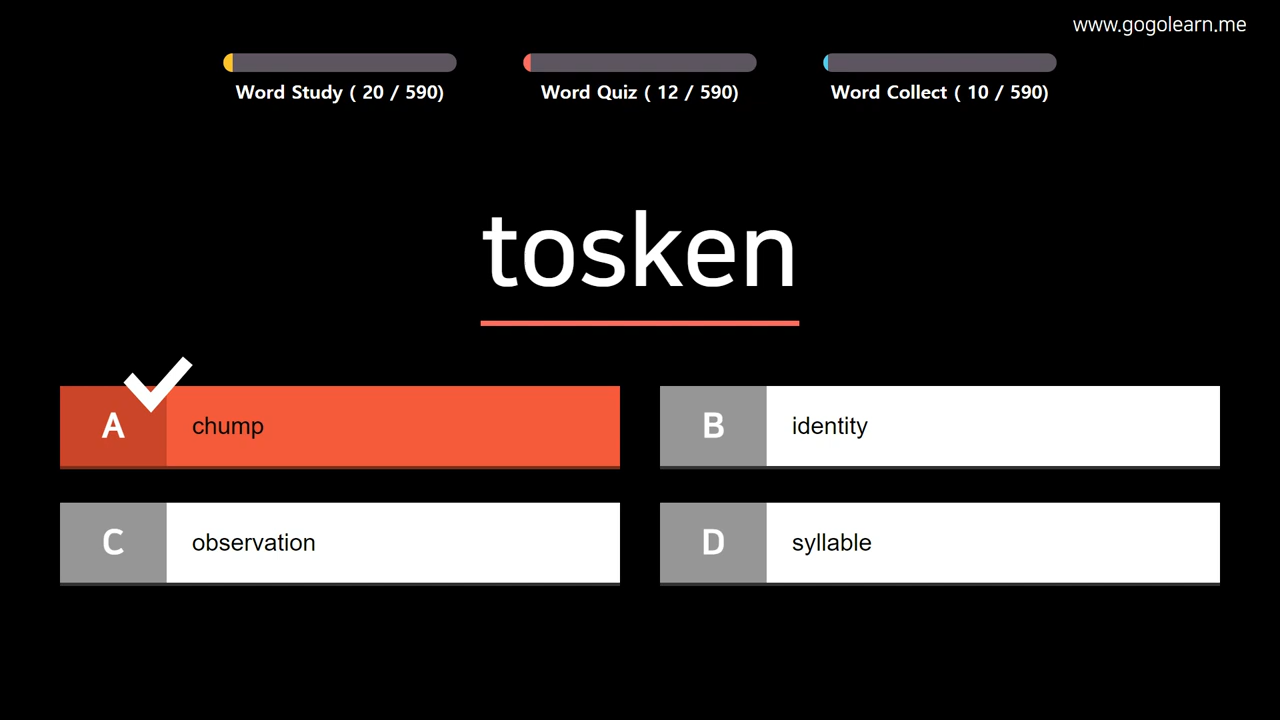 www.gogolearn.me
Word Study ( 20 / 590)
Word Quiz ( 12 / 590)
Word Collect ( 10 / 590)
tosken
A chump
B identity
C observation
D syllable